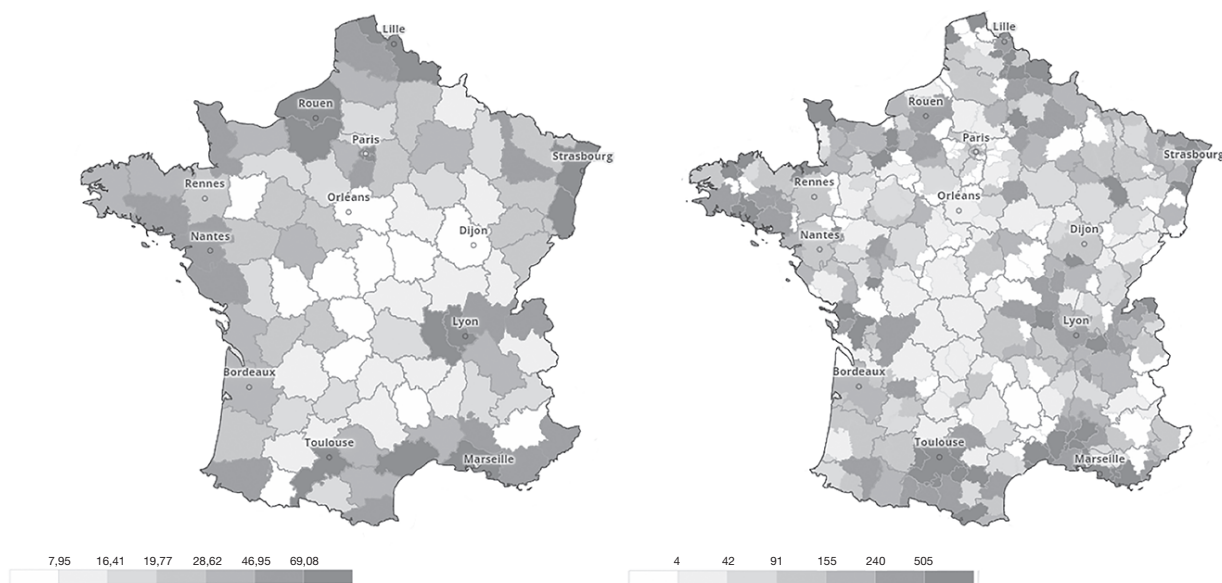 Lille
Rouen
Paris
Strasbourg
Rennes
Orléans
Nantes
Dijon
Lyon
Bordeaux
Toulouse
Marseille
7,95 16,41 19,77 28,62 46,95 69,08
Lille
Rouen
Paris
Strasbourg
Rennes
Orléans
Nantes
Dijon
Lyon
Bordeaux
Toulouse
Marseille
4 42 91 155 240 505